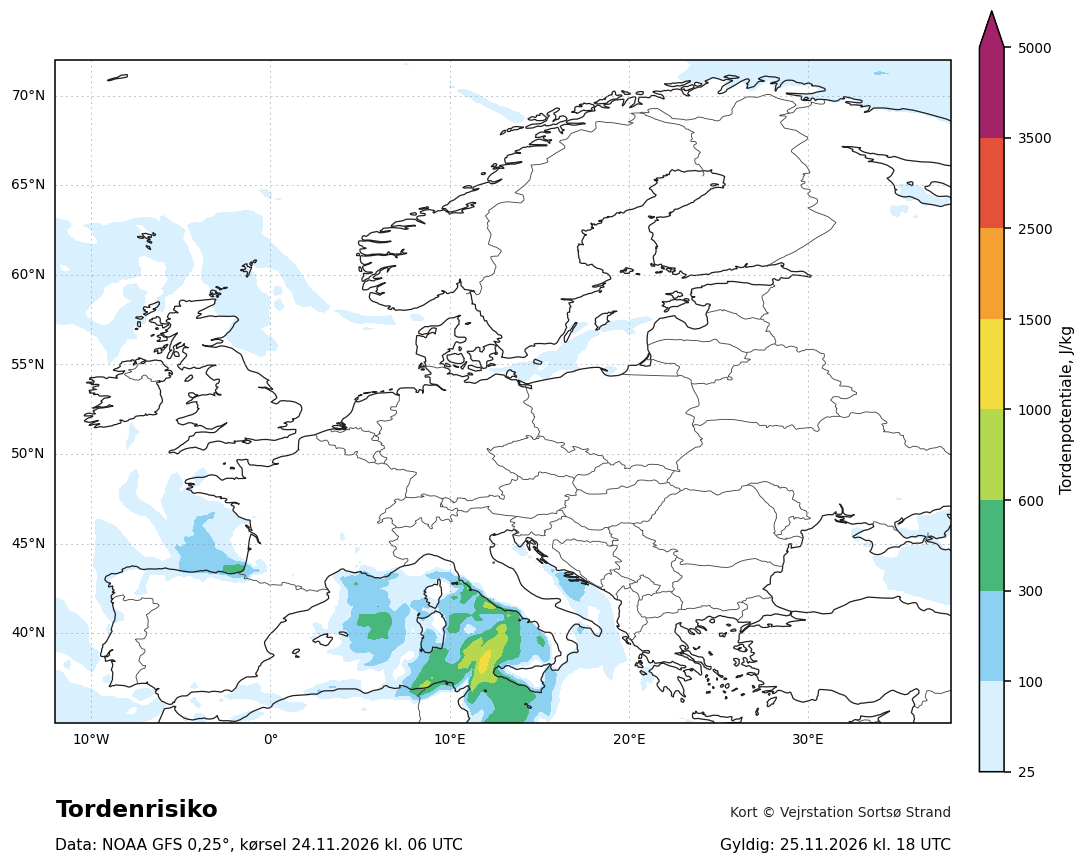 70°N
65°N
60°N
55°N
50°N
45°N
40°N
10°W
0°
10°E
20°E
30°E
5000
3500
2500
1500
1000
600
300
100
25
Tordenpotentiale, J/kg
Tordenrisiko
Kort © Vejrstation Sortsø Strand
Data: NOAA GFS 0,25°, kørsel 24.11.2026 kl. 06 UTC
Gyldig: 25.11.2026 kl. 18 UTC